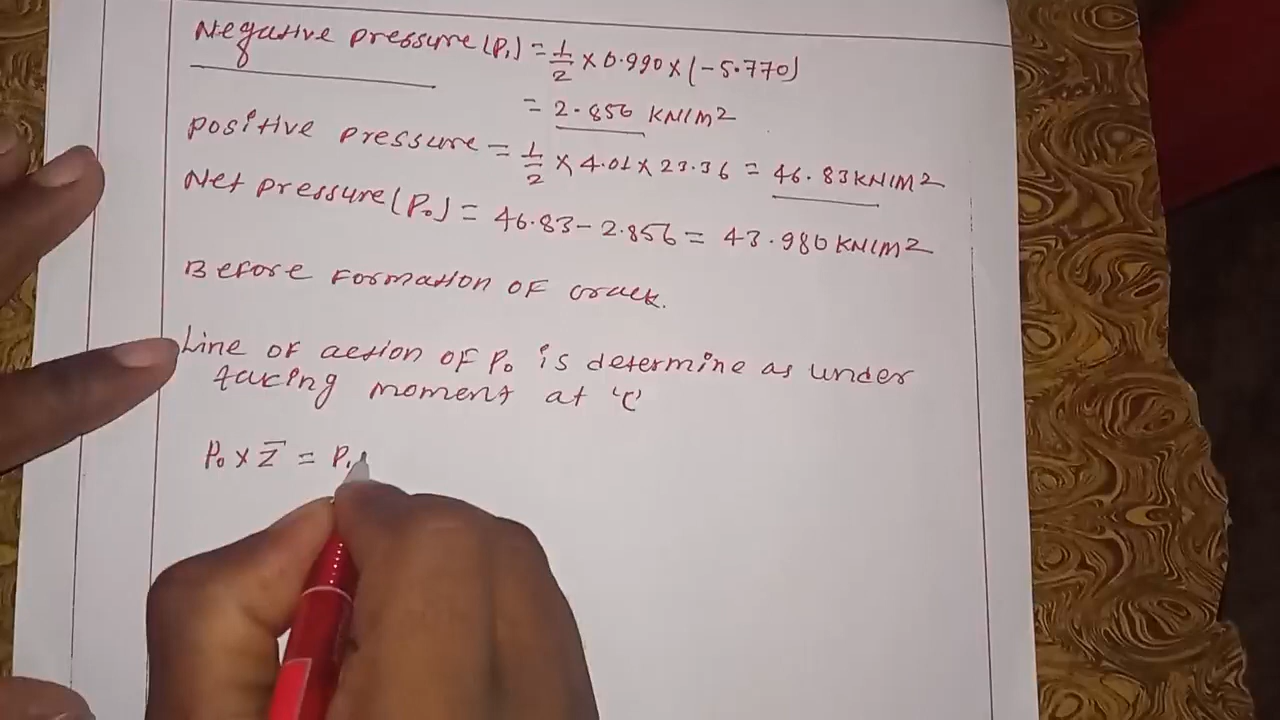 Negative pressure (P₁) = 1/2 × 0.990 × (-5.770)
= 2.856 KN/M2
positive pressure = 1/2 × 4.01 × 23.36 = 46.83 KN/M2
Net pressure (P₀) = 46.83 - 2.856 = 43.980 KN/M2
Before Formation OF crack.
Line OF action OF P₀ is determine as under
taking moment at 'C'
P₀ × Z̅ = P₁